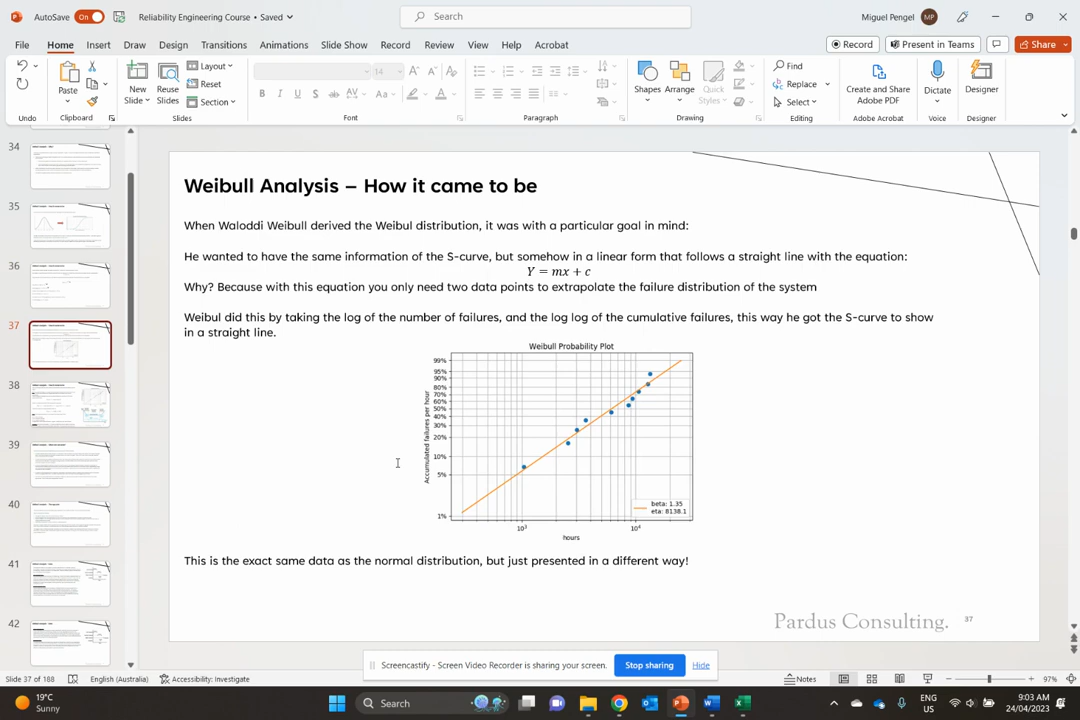 AutoSave On Reliability Engineering Course • Saved Search Miguel Pengel MP
File Home Insert Draw Design Transitions Animations Slide Show Record Review View Help Acrobat Record Present in Teams Share
Paste New Slide Reuse Slides Layout Reset Section 14 Shapes Arrange Quick Styles Find Replace Select Create and Share Adobe PDF Dictate Designer
Undo Clipboard Slides Font Paragraph Drawing Editing Adobe Acrobat Voice Designer
34
35
36
37
38
39
40
41
42
Weibull Analysis – How it came to be
When Waloddi Weibull derived the Weibul distribution, it was with a particular goal in mind:
He wanted to have the same information of the S-curve, but somehow in a linear form that follows a straight line with the equation:
Y = mx + c
Why? Because with this equation you only need two data points to extrapolate the failure distribution of the system
Weibul did this by taking the log of the number of failures, and the log log of the cumulative failures, this way he got the S-curve to show
in a straight line.
Weibull Probability Plot
Accumulated failures per hour
99%
95%
90%
80%
70%
60%
50%
40%
30%
20%
10%
5%
1%
beta: 1.35
eta: 8138.1
10³ 10⁴
hours
This is the exact same data as the normal distribution, but just presented in a different way!
Pardus Consulting. 37
Screencastify - Screen Video Recorder is sharing your screen. Stop sharing Hide
Slide 37 of 188 English (Australia) Accessibility: Investigate Notes 97%
19°C
Sunny
Search
ENG
US
9:03 AM
24/04/2023